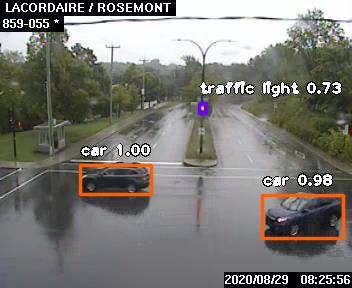 LACORDAIRE / ROSEMONT
859-055 *
traffic light 0.73
car 1.00
car 0.98
2020/08/29 08:25:56